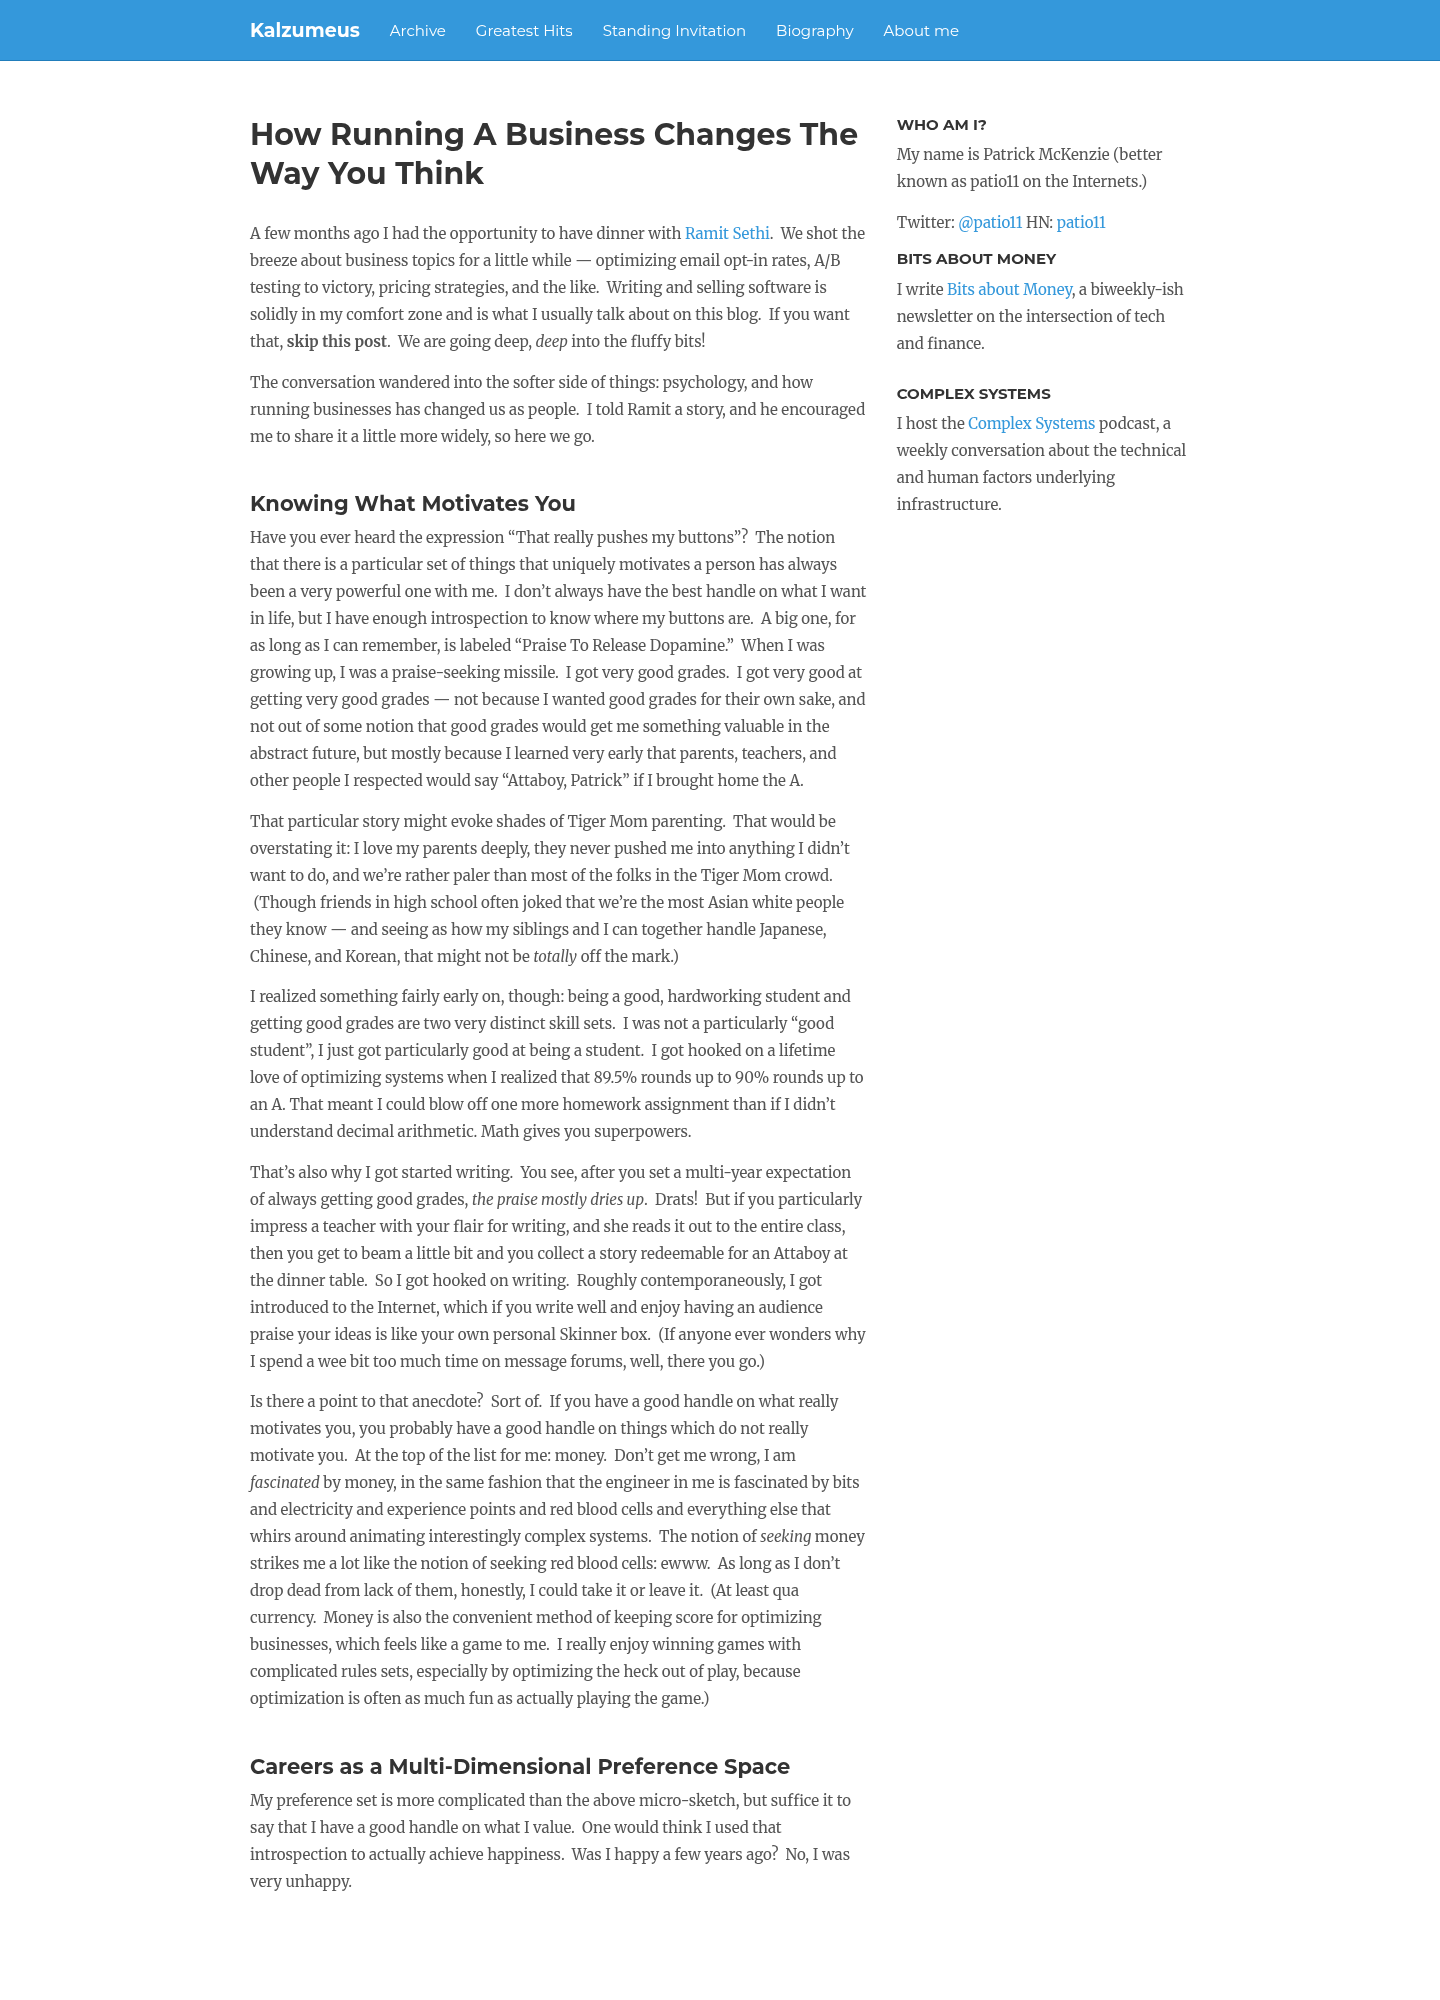 Kalzumeus Archive Greatest Hits Standing Invitation Biography About me
How Running A Business Changes The
Way You Think
A few months ago I had the opportunity to have dinner with Ramit Sethi.  We shot the
breeze about business topics for a little while — optimizing email opt-in rates, A/B
testing to victory, pricing strategies, and the like.  Writing and selling software is
solidly in my comfort zone and is what I usually talk about on this blog.  If you want
that, skip this post.  We are going deep, deep into the fluffy bits!
The conversation wandered into the softer side of things: psychology, and how
running businesses has changed us as people.  I told Ramit a story, and he encouraged
me to share it a little more widely, so here we go.
Knowing What Motivates You
Have you ever heard the expression “That really pushes my buttons”?  The notion
that there is a particular set of things that uniquely motivates a person has always
been a very powerful one with me.  I don’t always have the best handle on what I want
in life, but I have enough introspection to know where my buttons are.  A big one, for
as long as I can remember, is labeled “Praise To Release Dopamine.”  When I was
growing up, I was a praise-seeking missile.  I got very good grades.  I got very good at
getting very good grades — not because I wanted good grades for their own sake, and
not out of some notion that good grades would get me something valuable in the
abstract future, but mostly because I learned very early that parents, teachers, and
other people I respected would say “Attaboy, Patrick” if I brought home the A.
That particular story might evoke shades of Tiger Mom parenting.  That would be
overstating it: I love my parents deeply, they never pushed me into anything I didn’t
want to do, and we’re rather paler than most of the folks in the Tiger Mom crowd.
(Though friends in high school often joked that we’re the most Asian white people
they know — and seeing as how my siblings and I can together handle Japanese,
Chinese, and Korean, that might not be totally off the mark.)
I realized something fairly early on, though: being a good, hardworking student and
getting good grades are two very distinct skill sets.  I was not a particularly “good
student”, I just got particularly good at being a student.  I got hooked on a lifetime
love of optimizing systems when I realized that 89.5% rounds up to 90% rounds up to
an A. That meant I could blow off one more homework assignment than if I didn’t
understand decimal arithmetic. Math gives you superpowers.
That’s also why I got started writing.  You see, after you set a multi-year expectation
of always getting good grades, the praise mostly dries up.  Drats!  But if you particularly
impress a teacher with your flair for writing, and she reads it out to the entire class,
then you get to beam a little bit and you collect a story redeemable for an Attaboy at
the dinner table.  So I got hooked on writing.  Roughly contemporaneously, I got
introduced to the Internet, which if you write well and enjoy having an audience
praise your ideas is like your own personal Skinner box.  (If anyone ever wonders why
I spend a wee bit too much time on message forums, well, there you go.)
Is there a point to that anecdote?  Sort of.  If you have a good handle on what really
motivates you, you probably have a good handle on things which do not really
motivate you.  At the top of the list for me: money.  Don’t get me wrong, I am
fascinated by money, in the same fashion that the engineer in me is fascinated by bits
and electricity and experience points and red blood cells and everything else that
whirs around animating interestingly complex systems.  The notion of seeking money
strikes me a lot like the notion of seeking red blood cells: ewww.  As long as I don’t
drop dead from lack of them, honestly, I could take it or leave it.  (At least qua
currency.  Money is also the convenient method of keeping score for optimizing
businesses, which feels like a game to me.  I really enjoy winning games with
complicated rules sets, especially by optimizing the heck out of play, because
optimization is often as much fun as actually playing the game.)
Careers as a Multi-Dimensional Preference Space
My preference set is more complicated than the above micro-sketch, but suffice it to
say that I have a good handle on what I value.  One would think I used that
introspection to actually achieve happiness.  Was I happy a few years ago?  No, I was
very unhappy.
WHO AM I?
My name is Patrick McKenzie (better
known as patio11 on the Internets.)
Twitter: @patio11 HN: patio11
BITS ABOUT MONEY
I write Bits about Money, a biweekly-ish
newsletter on the intersection of tech
and finance.
COMPLEX SYSTEMS
I host the Complex Systems podcast, a
weekly conversation about the technical
and human factors underlying
infrastructure.